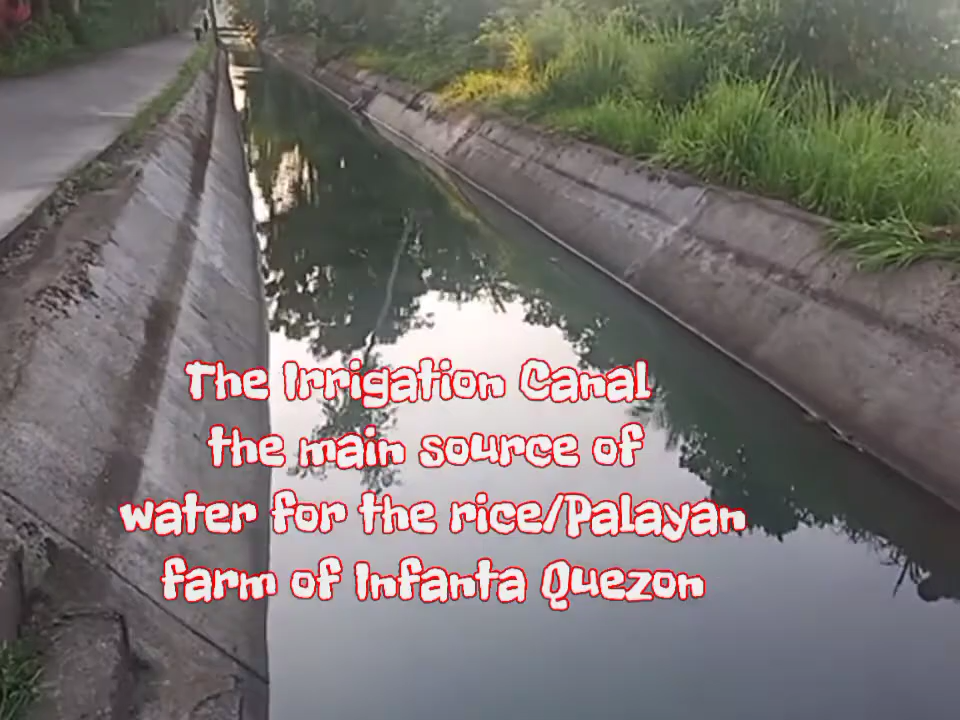 The Irrigation Canal
the main source of
water for the rice/Palayan
farm of Infanta Quezon